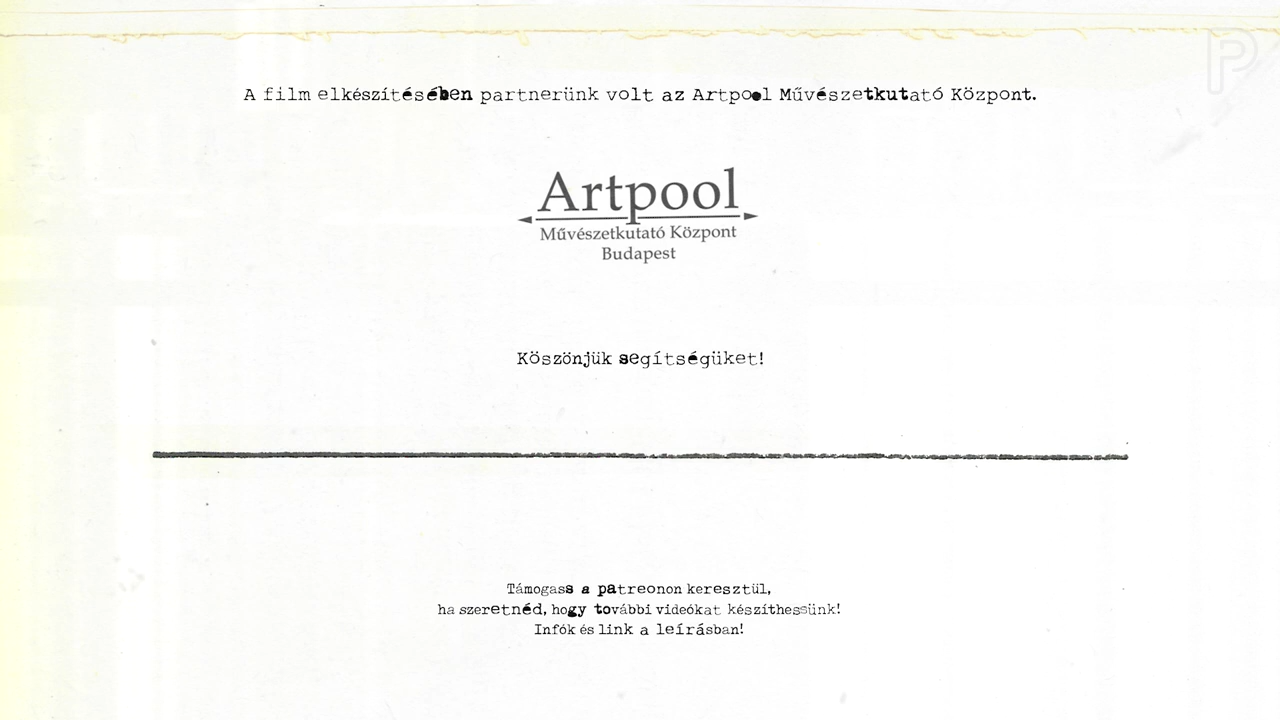 A film elkészítésében partnerünk volt az Artpool Művészetkutató Központ.
Artpool
Művészetkutató Központ
Budapest
Köszönjük segítségüket!
Támogass a patreonon keresztül,
ha szeretnéd, hogy további videókat készíthessünk!
Infók és link a leírásban!
P